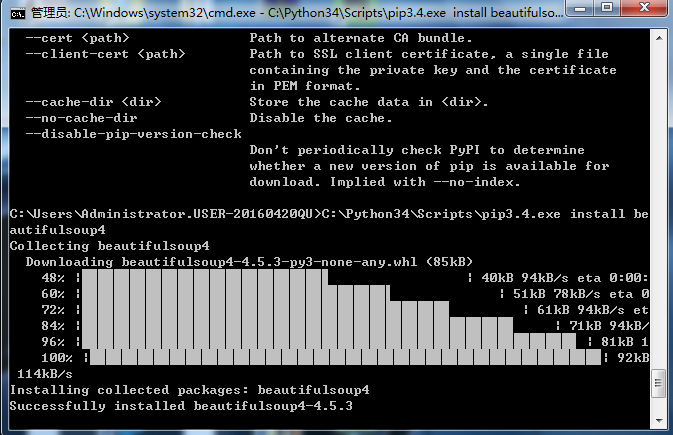 管理员: C:\Windows\system32\cmd.exe - C:\Python34\Scripts\pip3.4.exe install beautifulso...
--cert <path> Path to alternate CA bundle.
--client-cert <path> Path to SSL client certificate, a single file
containing the private key and the certificate
in PEM format.
--cache-dir <dir> Store the cache data in <dir>.
--no-cache-dir Disable the cache.
--disable-pip-version-check
Don't periodically check PyPI to determine
whether a new version of pip is available for
download. Implied with --no-index.
C:\Users\Administrator.USER-20160420QU>C:\Python34\Scripts\pip3.4.exe install be
autifulsoup4
Collecting beautifulsoup4
Downloading beautifulsoup4-4.5.3-py3-none-any.whl (85kB)
48% | | 40kB 94kB/s eta 0:00:
60% | | 51kB 78kB/s eta 0
72% | | 61kB 94kB/s et
84% | | 71kB 94kB/
96% | | 81kB 1
100% | | 92kB
114kB/s
Installing collected packages: beautifulsoup4
Successfully installed beautifulsoup4-4.5.3